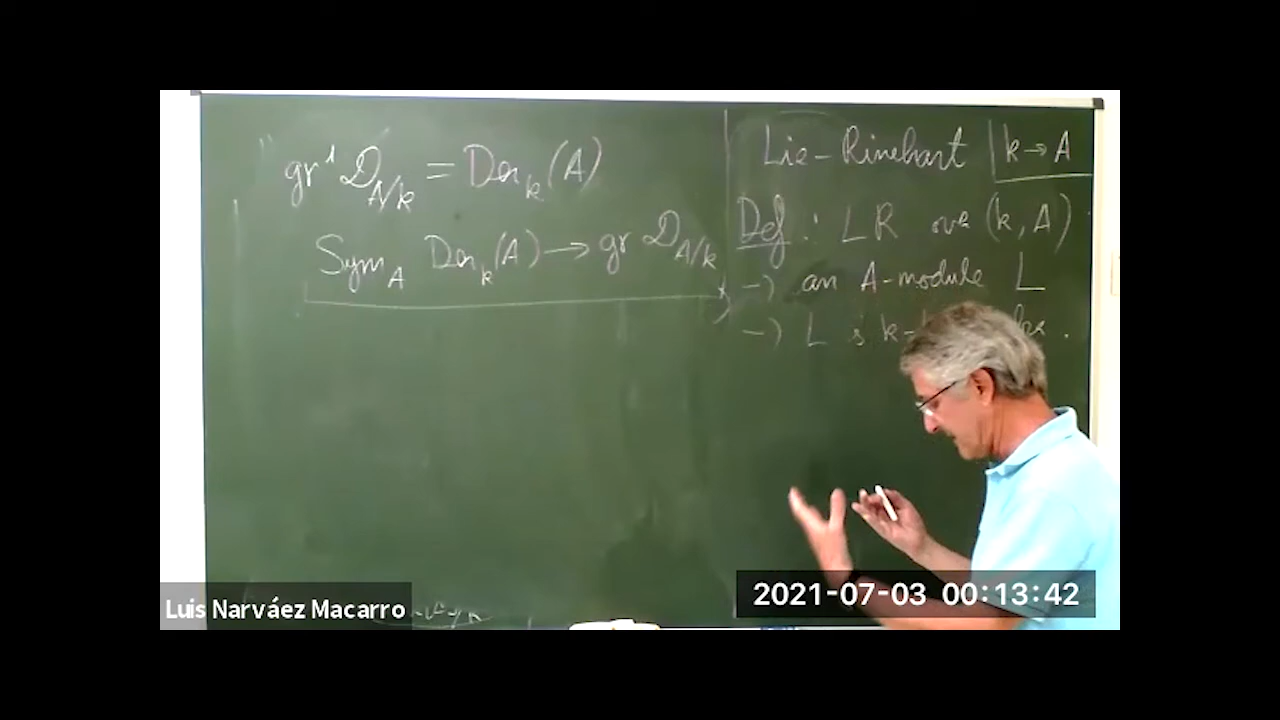 gr¹ D_{A/k} = Der_k(A)
Sym_A Der_k(A) → gr D_{A/k}
Lie-Rinehart | k → A
Def: LR over (k, A)
-) an A-module L
-) L is k-
Luis Narváez Macarro
2021-07-03 00:13:42